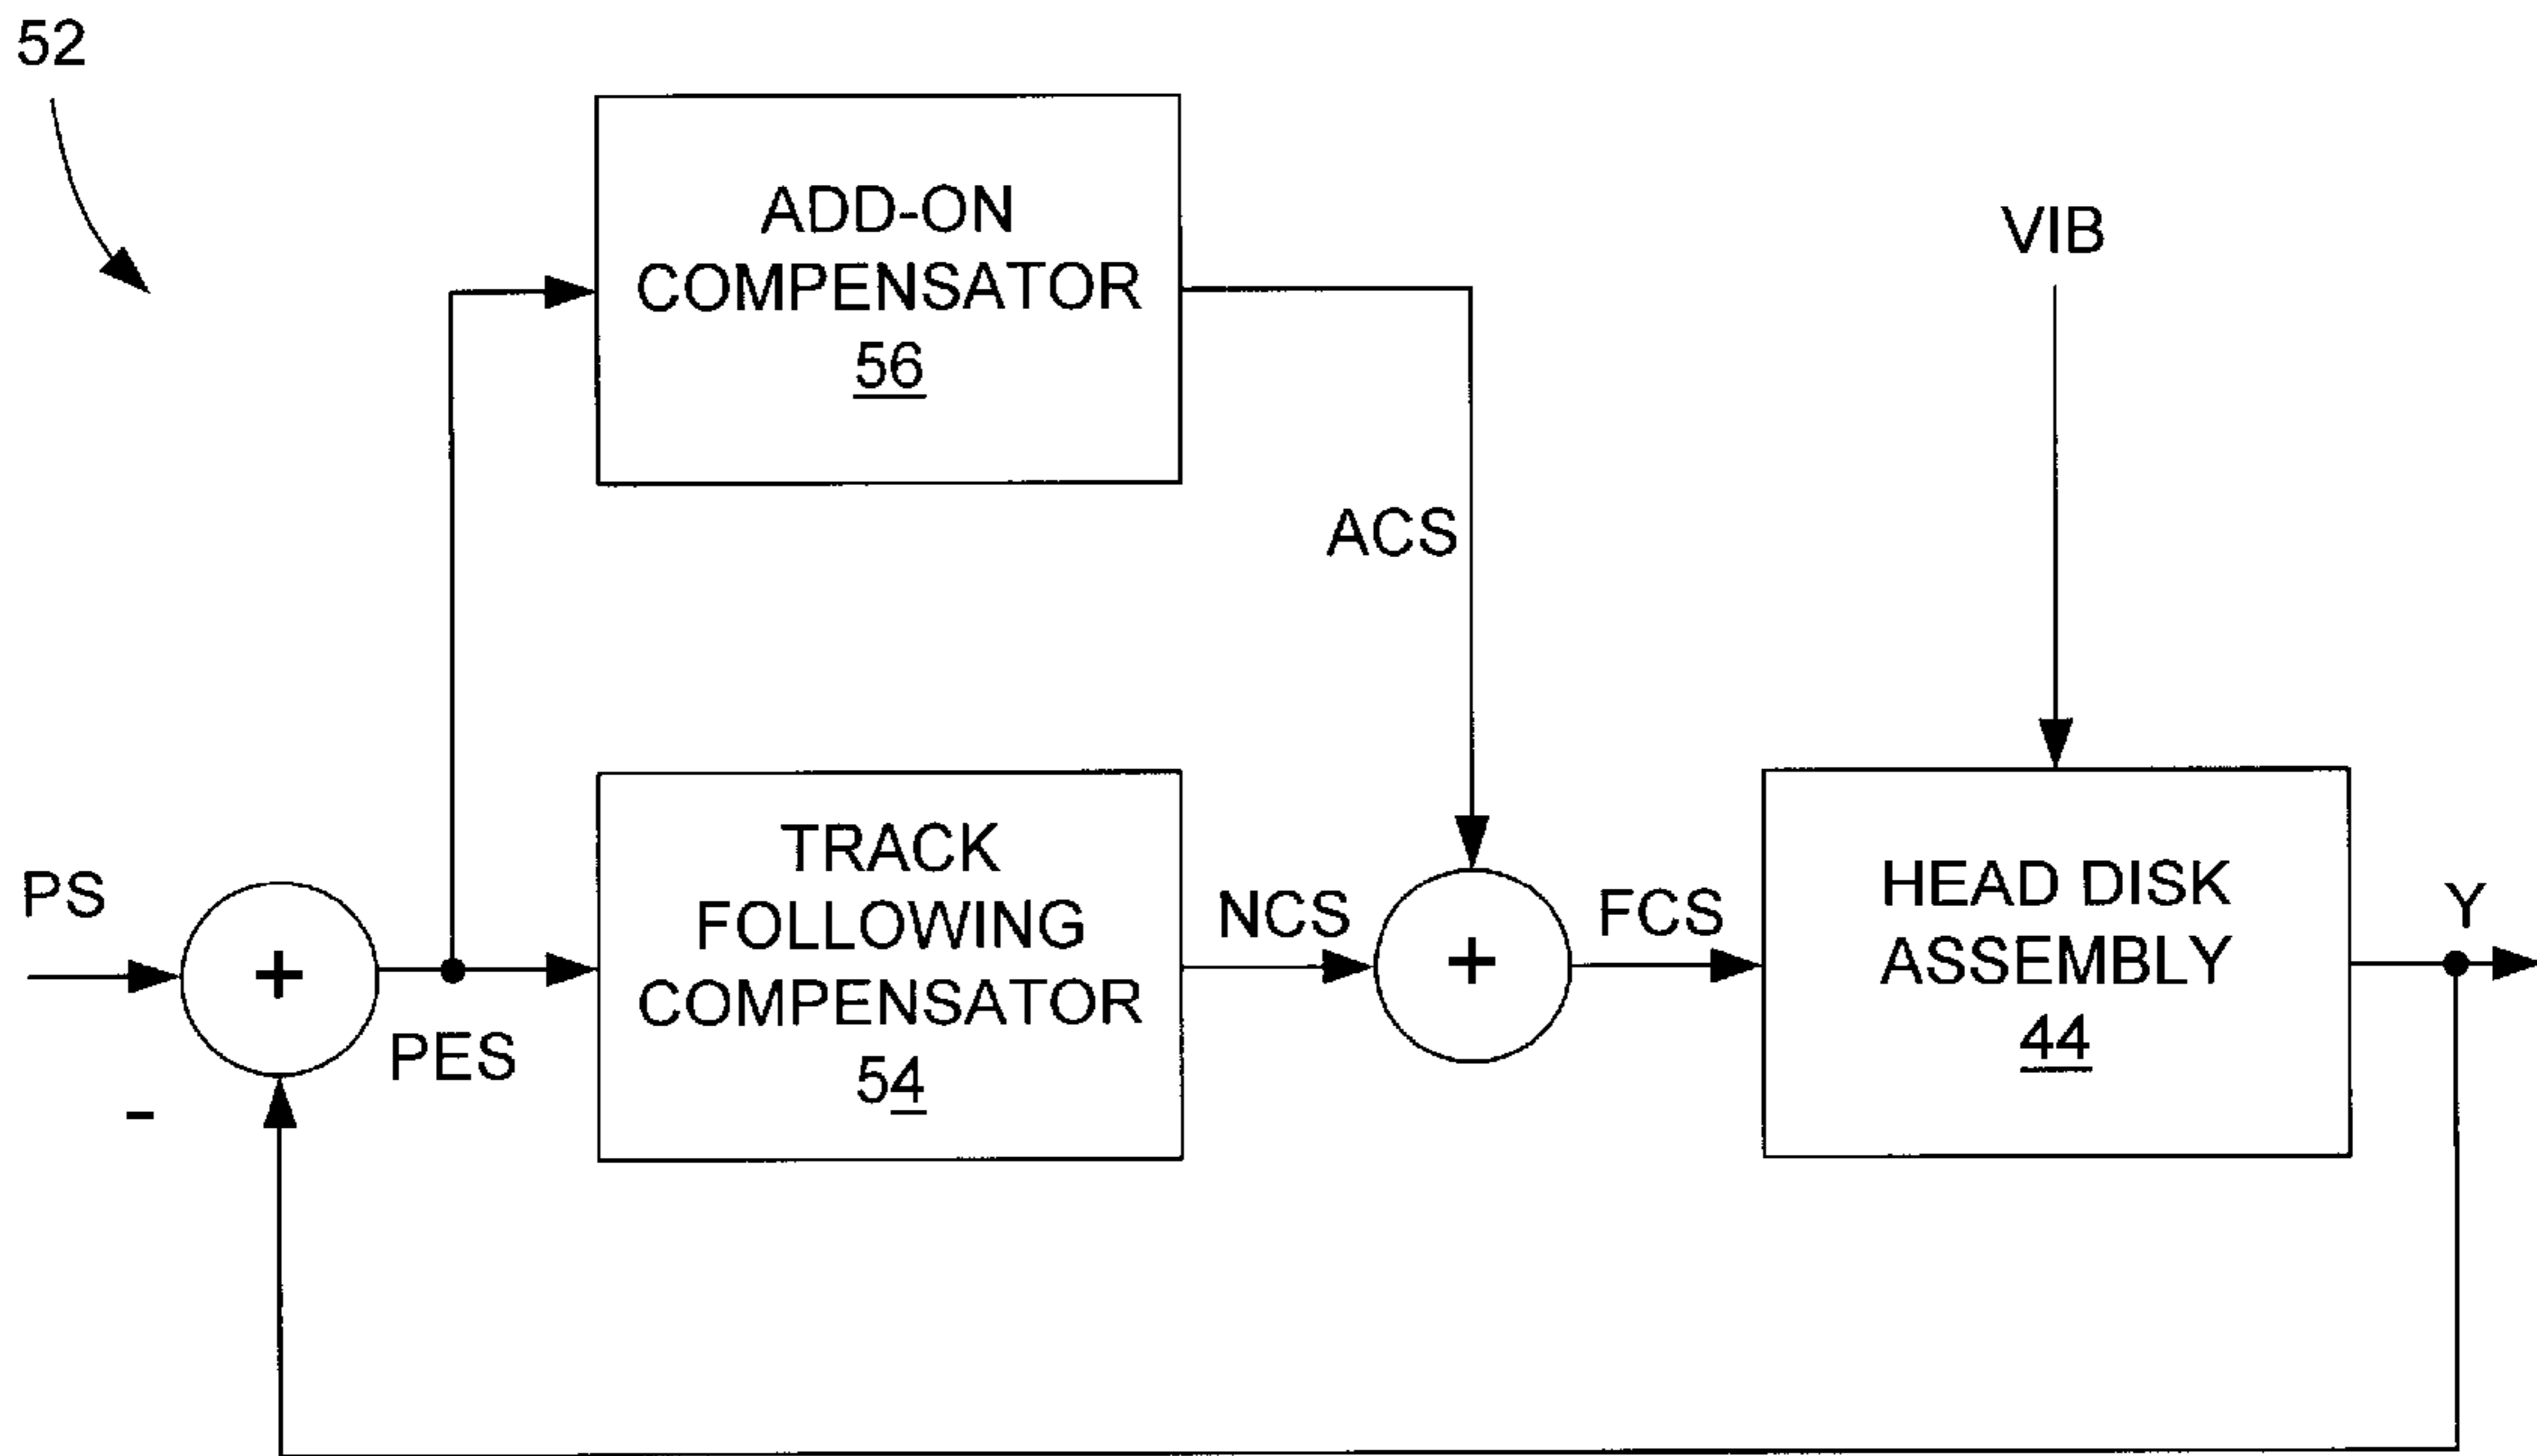 52
ADD-ON
COMPENSATOR
56
VIB
ACS
PS
+
-
PES
TRACK
FOLLOWING
COMPENSATOR
54
NCS
+
FCS
HEAD DISK
ASSEMBLY
44
Y